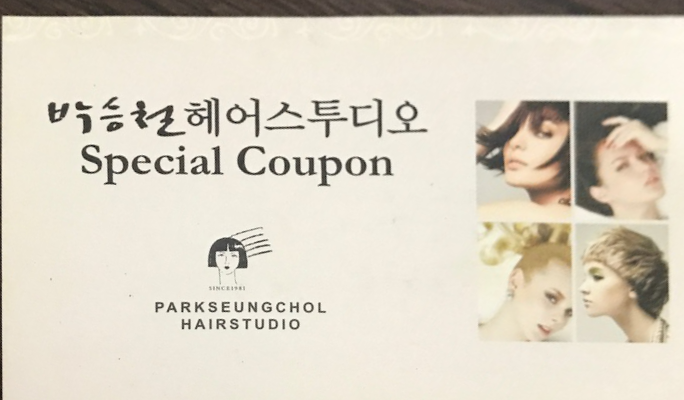 박승철헤어스투디오
Special Coupon
SINCE1981
PARKSEUNGCHOL
HAIRSTUDIO